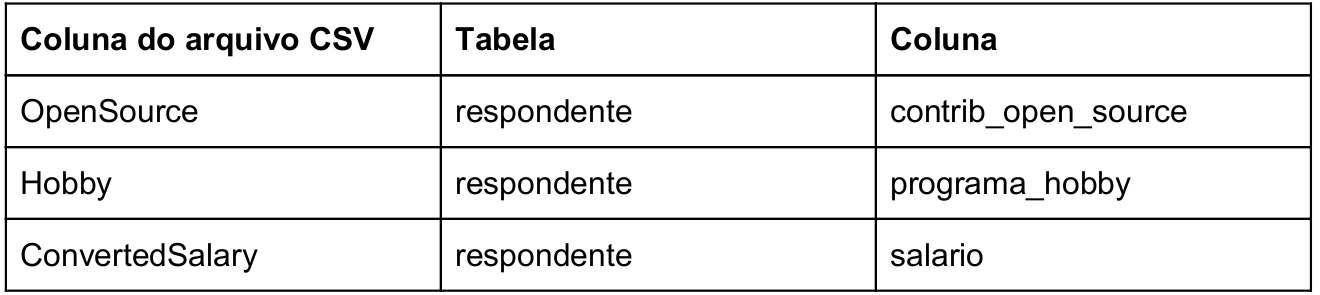 Coluna do arquivo CSV Tabela Coluna
OpenSource respondente contrib_open_source
Hobby respondente programa_hobby
ConvertedSalary respondente salario